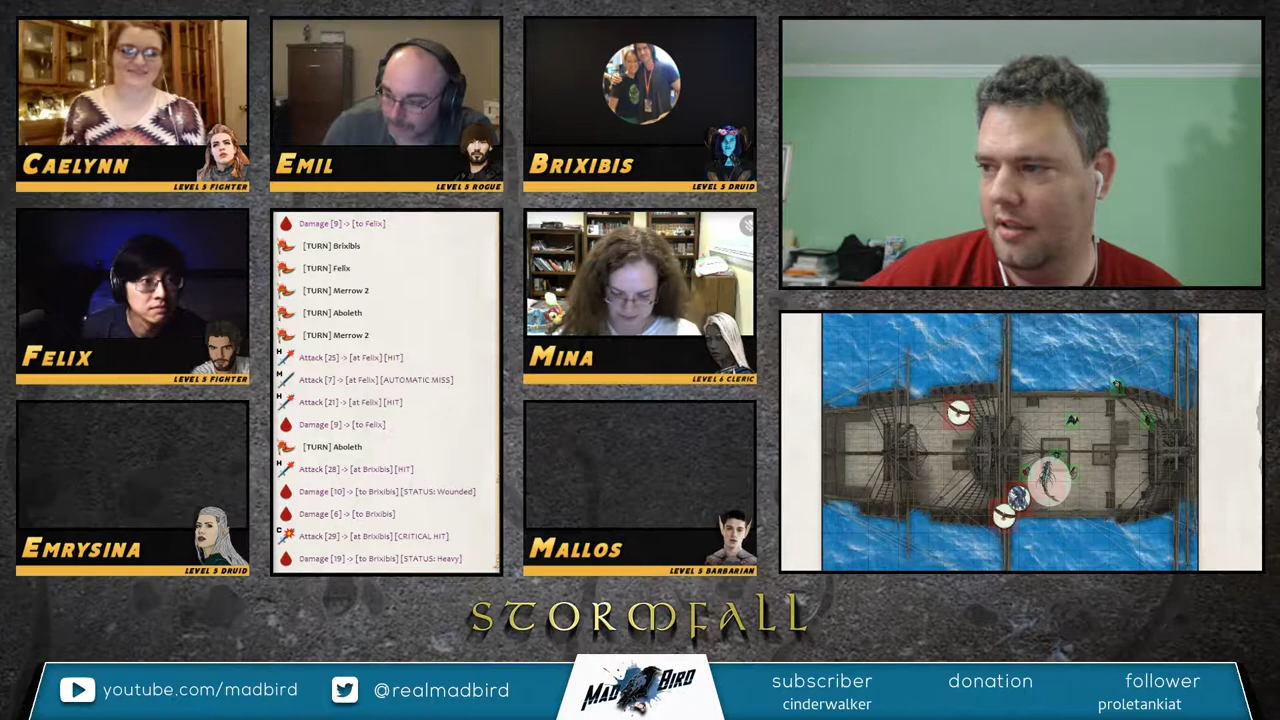 CAELYNN
LEVEL 5 FIGHTER
EMIL
LEVEL 5 ROGUE
BRIXIBIS
LEVEL 5 DRUID
FELIX
LEVEL 5 FIGHTER
Damage [9] -> [to Felix]
[TURN] Brixibis
[TURN] Felix
[TURN] Merrow 2
[TURN] Aboleth
[TURN] Merrow 2
H
Attack [25] -> [at Felix] [HIT]
M
Attack [7] -> [at Felix] [AUTOMATIC MISS]
H
Attack [21] -> [at Felix] [HIT]
Damage [9] -> [to Felix]
[TURN] Aboleth
H
Attack [28] -> [at Brixibis] [HIT]
Damage [10] -> [to Brixibis] [STATUS: Wounded]
Damage [6] -> [to Brixibis]
C
Attack [29] -> [at Brixibis] [CRITICAL HIT]
Damage [19] -> [to Brixibis] [STATUS: Heavy]
MINA
LEVEL 6 CLERIC
EMRYSINA
LEVEL 5 DRUID
MALLOS
LEVEL 5 BARBARIAN
STORMFALL
youtube.com/madbird
@realmadbird
MAD BIRD
subscriber
cinderwalker
donation
follower
proletankiat